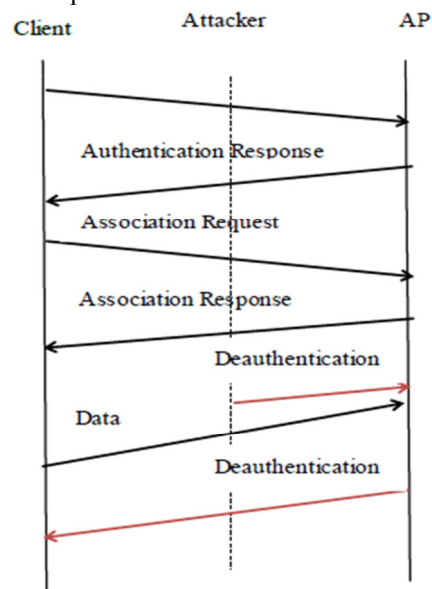 Client Attacker AP
Authentication Response
Association Request
Association Response
Deauthentication
Data
Deauthentication